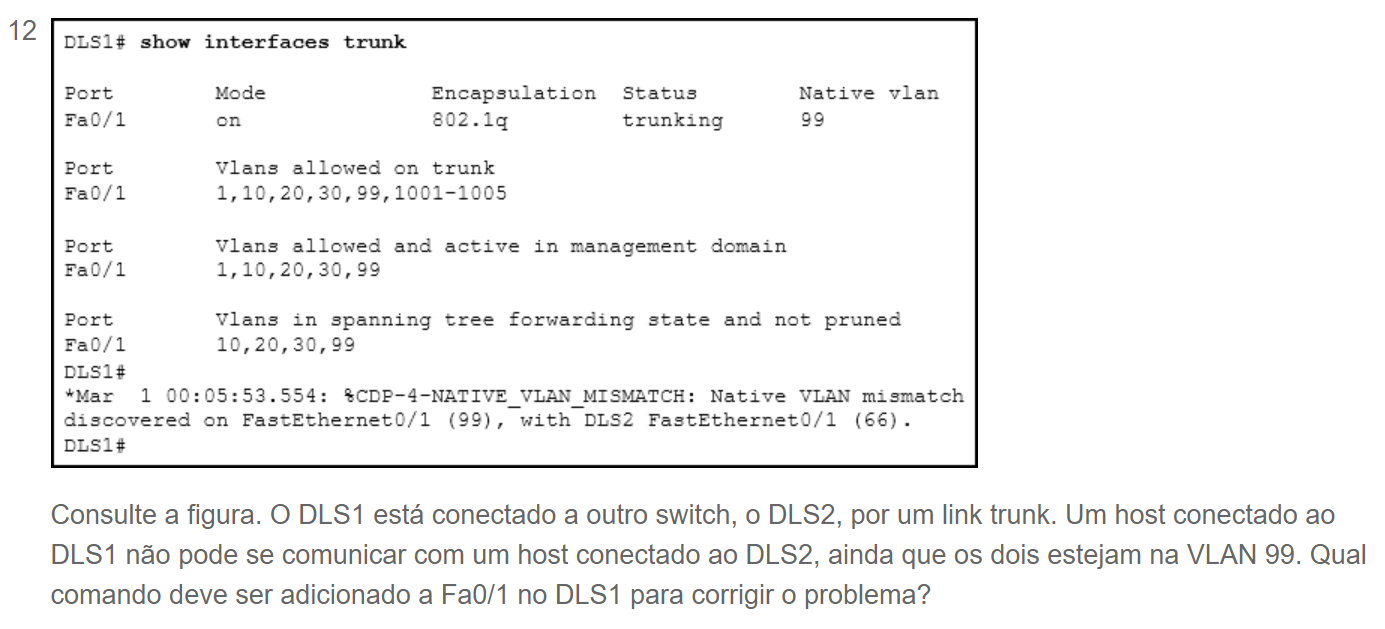 12
DLS1# show interfaces trunk
Port Mode Encapsulation Status Native vlan
Fa0/1 on 802.1q trunking 99
Port Vlans allowed on trunk
Fa0/1 1,10,20,30,99,1001-1005
Port Vlans allowed and active in management domain
Fa0/1 1,10,20,30,99
Port Vlans in spanning tree forwarding state and not pruned
Fa0/1 10,20,30,99
DLS1#
*Mar 1 00:05:53.554: %CDP-4-NATIVE_VLAN_MISMATCH: Native VLAN mismatch
discovered on FastEthernet0/1 (99), with DLS2 FastEthernet0/1 (66).
DLS1#
Consulte a figura. O DLS1 está conectado a outro switch, o DLS2, por um link trunk. Um host conectado ao
DLS1 não pode se comunicar com um host conectado ao DLS2, ainda que os dois estejam na VLAN 99. Qual
comando deve ser adicionado a Fa0/1 no DLS1 para corrigir o problema?